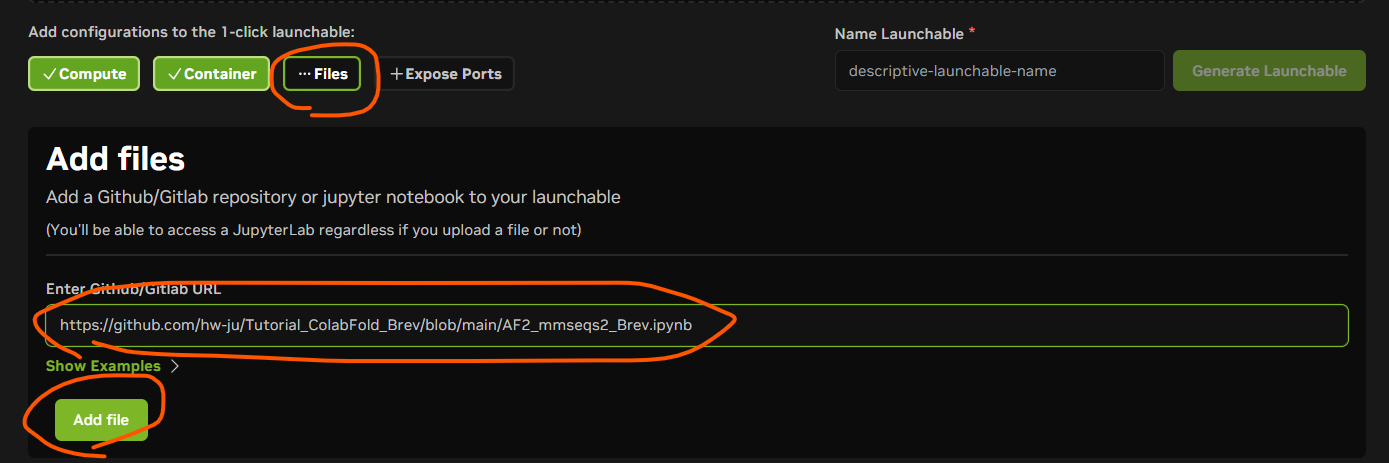 Add configurations to the 1-click launchable:
Name Launchable *
Compute Container ··· Files + Expose Ports
descriptive-launchable-name Generate Launchable
Add files
Add a Github/Gitlab repository or jupyter notebook to your launchable
(You'll be able to access a JupyterLab regardless if you upload a file or not)
Enter Github/Gitlab URL
https://github.com/hw-ju/Tutorial_ColabFold_Brev/blob/main/AF2_mmseqs2_Brev.ipynb
Show Examples >
Add file